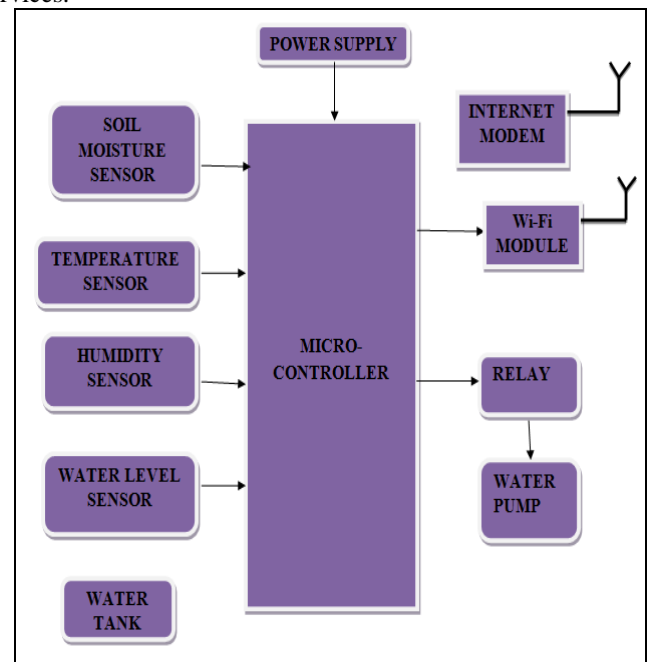 rvices.
POWER SUPPLY
SOIL
MOISTURE
SENSOR
INTERNET
MODEM
Wi-Fi
MODULE
TEMPERATURE
SENSOR
MICRO-
CONTROLLER
HUMIDITY
SENSOR
RELAY
WATER LEVEL
SENSOR
WATER
PUMP
WATER
TANK